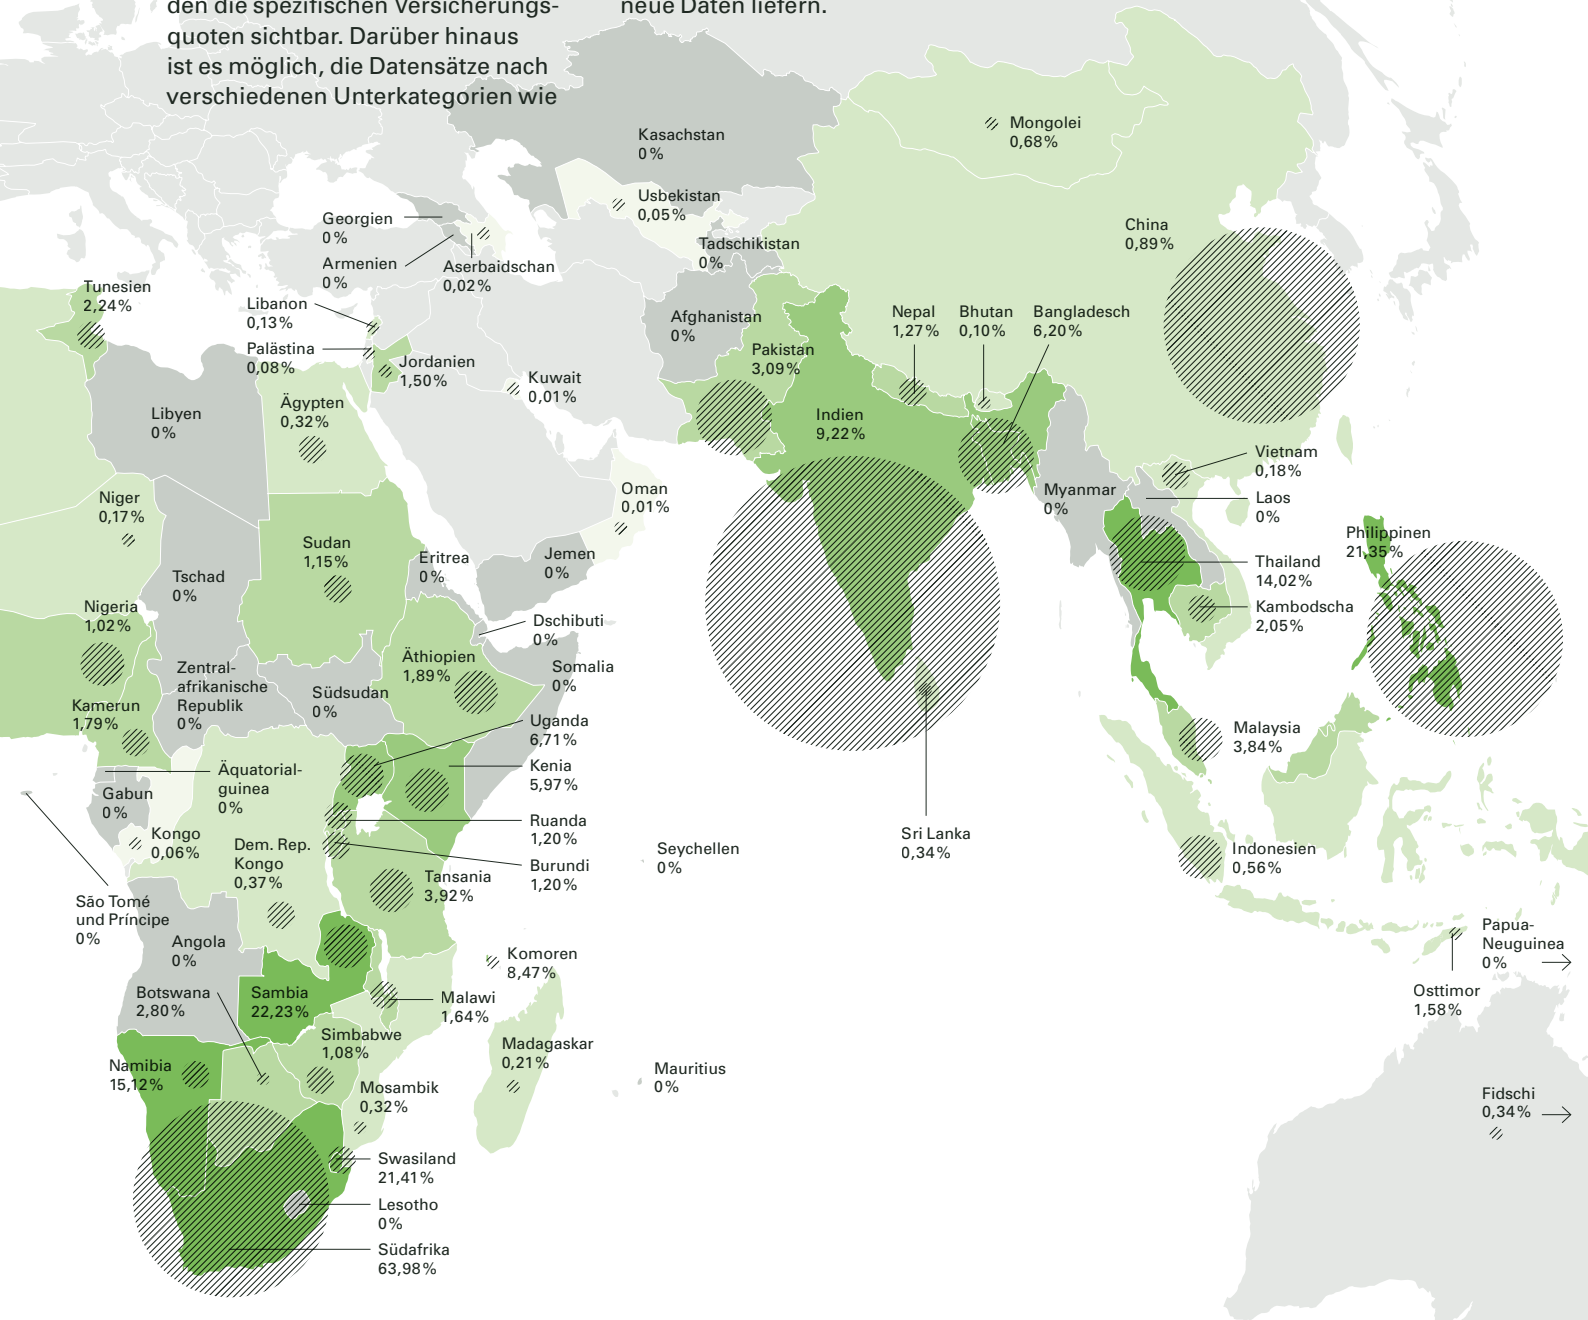 den die spezifischen Versicherungs-
quoten sichtbar. Darüber hinaus
ist es möglich, die Datensätze nach
verschiedenen Unterkategorien wie
neue Daten liefern.
Kasachstan
0%
Mongolei
0,68%
Usbekistan
0,05%
Georgien
0%
Armenien
0%
Aserbaidschan
0,02%
Tadschikistan
0%
China
0,89%
Tunesien
2,24%
Libanon
0,13%
Palästina
0,08%
Jordanien
1,50%
Kuwait
0,01%
Afghanistan
0%
Pakistan
3,09%
Nepal
1,27%
Bhutan
0,10%
Bangladesch
6,20%
Libyen
0%
Ägypten
0,32%
Indien
9,22%
Vietnam
0,18%
Laos
0%
Myanmar
0%
Niger
0,17%
Oman
0,01%
Sudan
1,15%
Eritrea
0%
Jemen
0%
Philippinen
21,35%
Thailand
14,02%
Kambodscha
2,05%
Tschad
0%
Nigeria
1,02%
Dschibuti
0%
Äthiopien
1,89%
Somalia
0%
Zentral-
afrikanische
Republik
0%
Südsudan
0%
Kamerun
1,79%
Uganda
6,71%
Malaysia
3,84%
Kenia
5,97%
Äquatorial-
guinea
0%
Gabun
0%
Kongo
0,06%
Dem. Rep.
Kongo
0,37%
Ruanda
1,20%
Burundi
1,20%
Seychellen
0%
Sri Lanka
0,34%
Indonesien
0,56%
Tansania
3,92%
São Tomé
und Príncipe
0%
Angola
0%
Komoren
8,47%
Papua-
Neuguinea
0%
Osttimor
1,58%
Botswana
2,80%
Sambia
22,23%
Malawi
1,64%
Simbabwe
1,08%
Madagaskar
0,21%
Mauritius
0%
Namibia
15,12%
Mosambik
0,32%
Fidschi
0,34%
Swasiland
21,41%
Lesotho
0%
Südafrika
63,98%